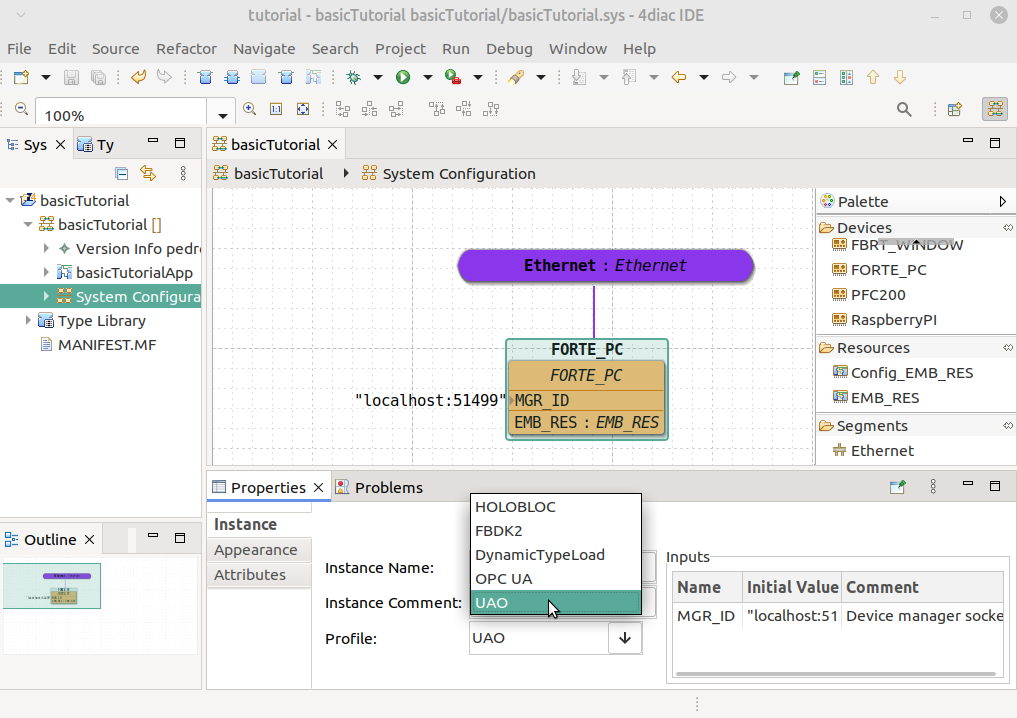 tutorial - basicTutorial basicTutorial/basicTutorial.sys - 4diac IDE
File Edit Source Refactor Navigate Search Project Run Debug Window Help
100%
1:1
Sys
Ty
basicTutorial
basicTutorial System Configuration
basicTutorial
basicTutorial []
Version Info pedro
basicTutorialApp
System Configura
Type Library
MANIFEST.MF
Ethernet : Ethernet
FORTE_PC
FORTE_PC
"localhost:51499" MGR_ID
EMB_RES : EMB_RES
Palette
Devices
FBRT_WINDOW
FORTE_PC
PFC200
RaspberryPI
Resources
Config_EMB_RES
EMB_RES
Segments
Ethernet
Outline
Properties Problems
Instance
Appearance
Attributes
Instance Name:
Instance Comment:
Profile:
HOLOBLOC
FBDK2
DynamicTypeLoad
OPC UA
UAO
UAO
Inputs
Name Initial Value Comment
MGR_ID "localhost:51 Device manager socke